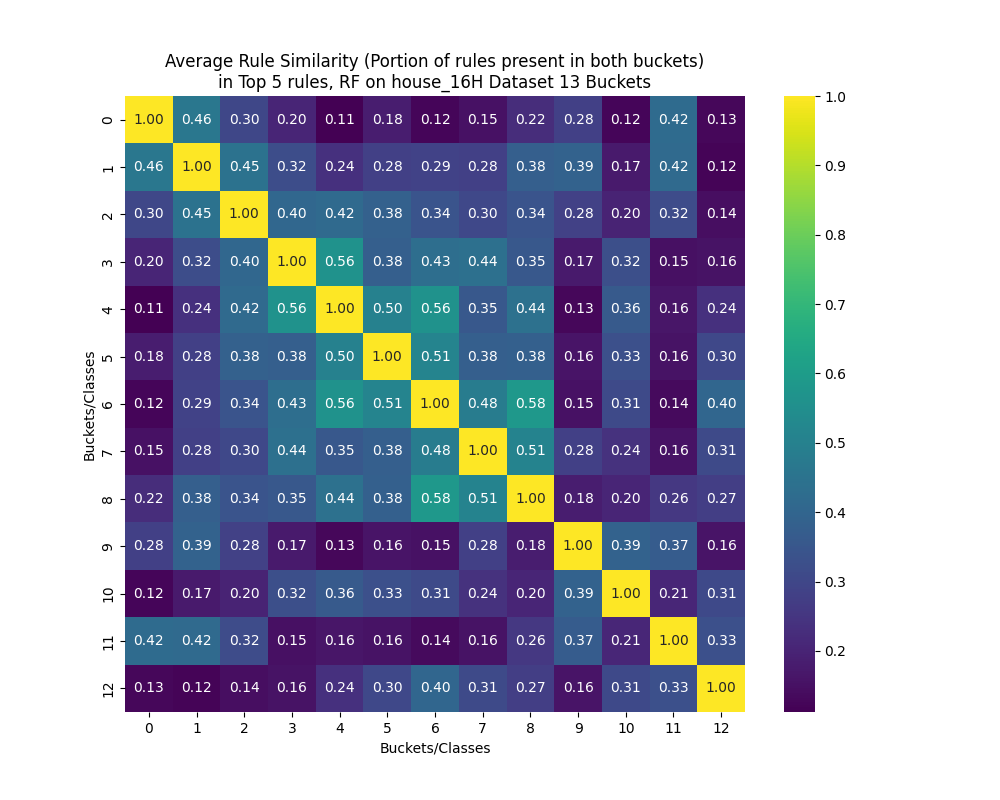 Average Rule Similarity (Portion of rules present in both buckets)
in Top 5 rules, RF on house_16H Dataset 13 Buckets
0 1.00 0.46 0.30 0.20 0.11 0.18 0.12 0.15 0.22 0.28 0.12 0.42 0.13
1 0.46 1.00 0.45 0.32 0.24 0.28 0.29 0.28 0.38 0.39 0.17 0.42 0.12
2 0.30 0.45 1.00 0.40 0.42 0.38 0.34 0.30 0.34 0.28 0.20 0.32 0.14
3 0.20 0.32 0.40 1.00 0.56 0.38 0.43 0.44 0.35 0.17 0.32 0.15 0.16
4 0.11 0.24 0.42 0.56 1.00 0.50 0.56 0.35 0.44 0.13 0.36 0.16 0.24
5 0.18 0.28 0.38 0.38 0.50 1.00 0.51 0.38 0.38 0.16 0.33 0.16 0.30
6 0.12 0.29 0.34 0.43 0.56 0.51 1.00 0.48 0.58 0.15 0.31 0.14 0.40
7 0.15 0.28 0.30 0.44 0.35 0.38 0.48 1.00 0.51 0.28 0.24 0.16 0.31
8 0.22 0.38 0.34 0.35 0.44 0.38 0.58 0.51 1.00 0.18 0.20 0.26 0.27
9 0.28 0.39 0.28 0.17 0.13 0.16 0.15 0.28 0.18 1.00 0.39 0.37 0.16
10 0.12 0.17 0.20 0.32 0.36 0.33 0.31 0.24 0.20 0.39 1.00 0.21 0.31
11 0.42 0.42 0.32 0.15 0.16 0.16 0.14 0.16 0.26 0.37 0.21 1.00 0.33
12 0.13 0.12 0.14 0.16 0.24 0.30 0.40 0.31 0.27 0.16 0.31 0.33 1.00
0 1 2 3 4 5 6 7 8 9 10 11 12
Buckets/Classes
Buckets/Classes
1.0
0.9
0.8
0.7
0.6
0.5
0.4
0.3
0.2